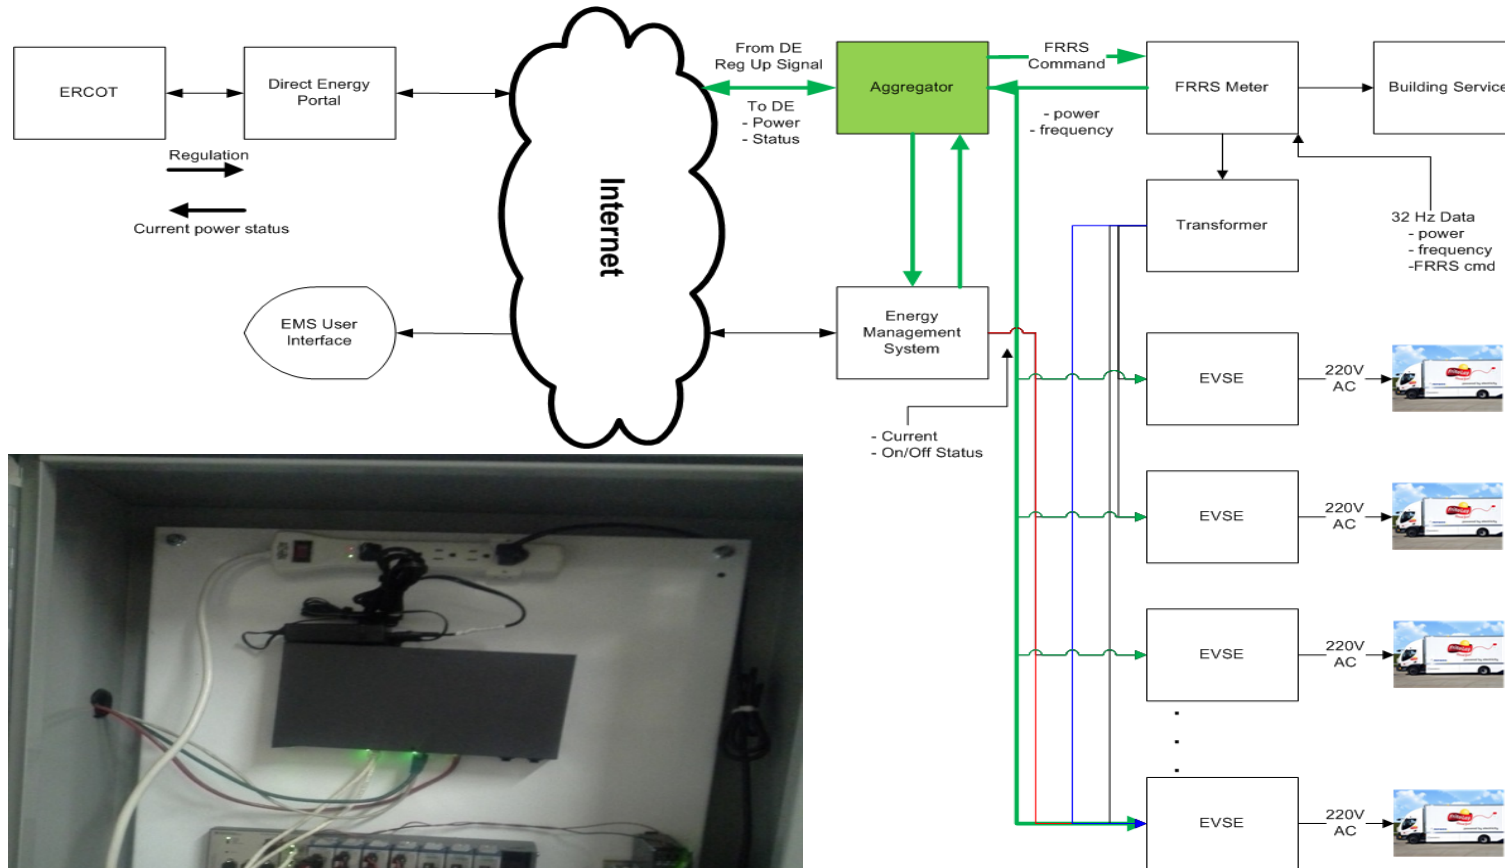 ERCOT
Direct Energy
Portal
Regulation
Current power status
EMS User
Interface
Internet
From DE
Reg Up Signal
To DE
- Power
- Status
Aggregator
FRRS
Command
- power
- frequency
FRRS Meter
Building Service
Transformer
32 Hz Data
- power
- frequency
-FRRS cmd
Energy
Management
System
- Current
- On/Off Status
EVSE
220V
AC
EVSE
220V
AC
EVSE
220V
AC
EVSE
220V
AC